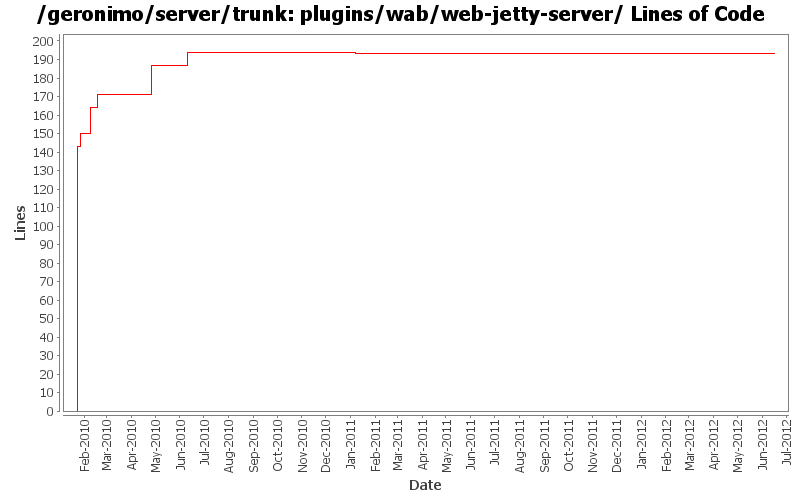 /geronimo/server/trunk: plugins/wab/web-jetty-server/ Lines of Code
Lines
200
190
180
170
160
150
140
130
120
110
100
90
80
70
60
50
40
30
20
10
0
Feb-2010
Mar-2010
Apr-2010
May-2010
Jun-2010
Jul-2010
Aug-2010
Sep-2010
Oct-2010
Nov-2010
Dec-2010
Jan-2011
Feb-2011
Mar-2011
Apr-2011
May-2011
Jun-2011
Jul-2011
Aug-2011
Sep-2011
Oct-2011
Nov-2011
Dec-2011
Jan-2012
Feb-2012
Mar-2012
Apr-2012
May-2012
Jun-2012
Jul-2012
Date